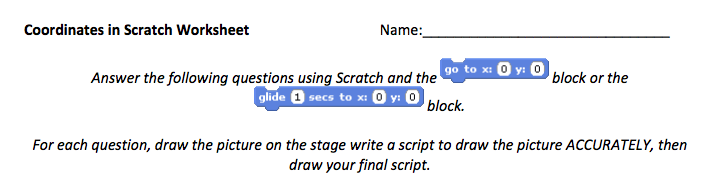 Coordinates in Scratch Worksheet Name:
Answer the following questions using Scratch and the go to x: 0 y: 0 block or the
glide 1 secs to x: 0 y: 0 block.
For each question, draw the picture on the stage write a script to draw the picture ACCURATELY, then
draw your final script.